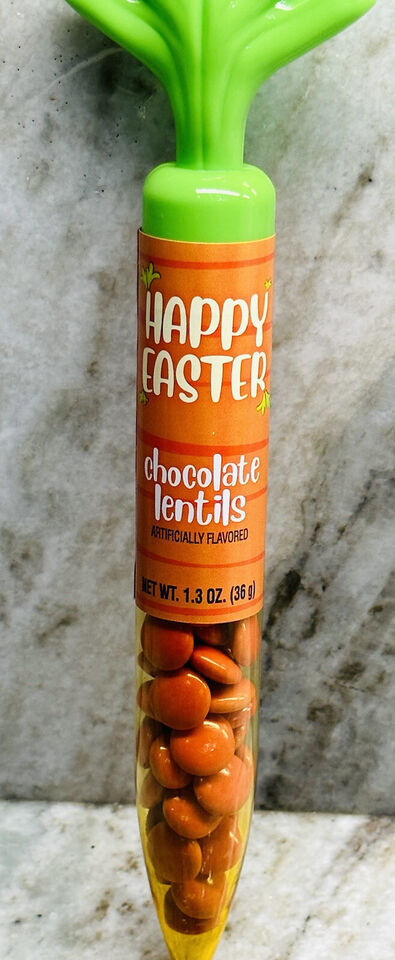 HAPPY
EASTER
chocolate
lentils
ARTIFICIALLY FLAVORED
NET WT. 1.3 OZ. (36 g)